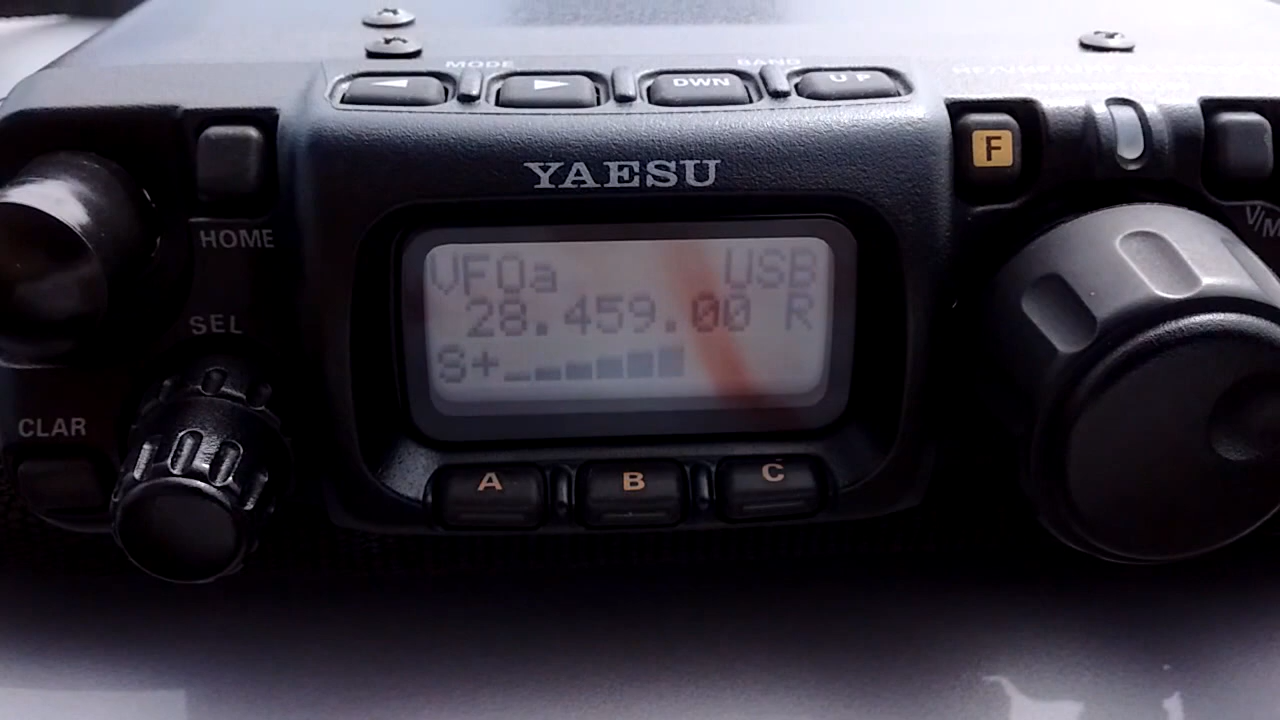 MODE
BAND
DWN
UP
F
YAESU
HOME
V/M
VFOa USB
28.459.00 R
S+
SEL
CLAR
A B C